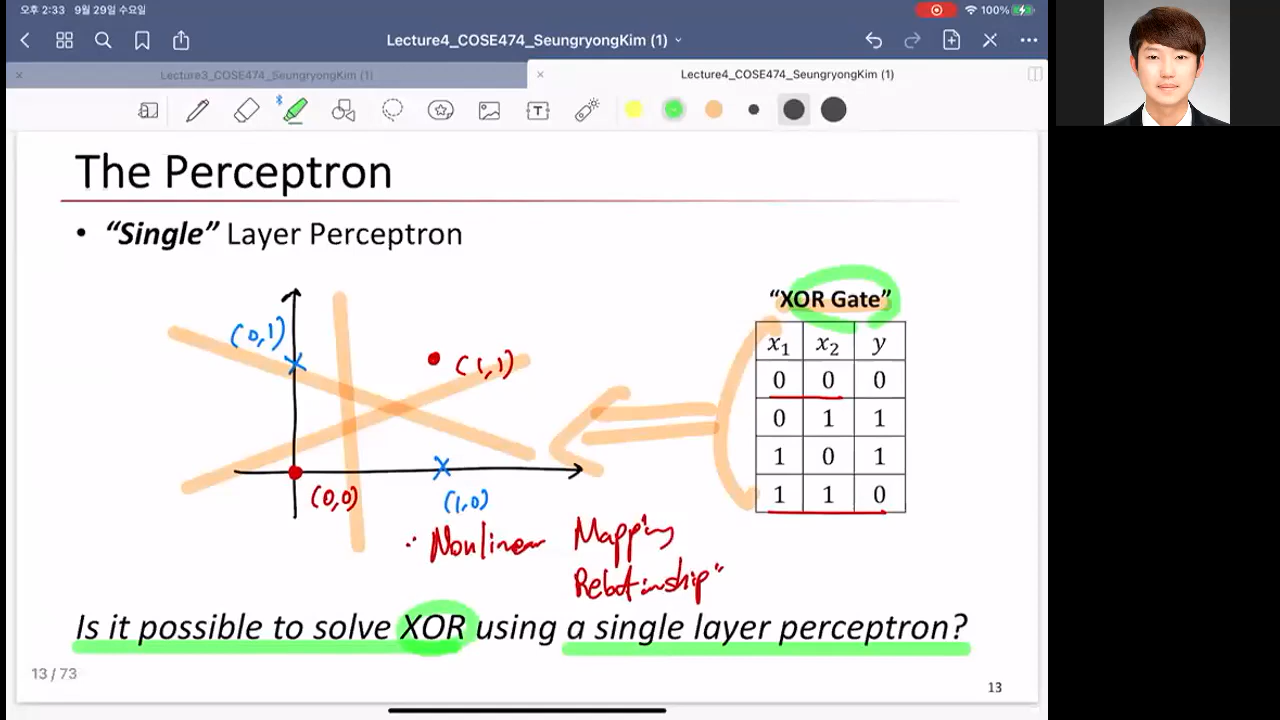 오후 2:33 9월 29일 수요일
100%
Lecture4_COSE474_SeungryongKim (1)
Lecture3_COSE474_SeungryongKim (1)
Lecture4_COSE474_SeungryongKim (1)
The Perceptron
• “Single” Layer Perceptron
“XOR Gate”
x₁ x₂ y
0 0 0
0 1 1
1 0 1
1 1 0
(0,1)
(1,1)
(0,0)
(1,0)
Nonlinear Mapping
Relationship"
Is it possible to solve XOR using a single layer perceptron?
13 / 73
13